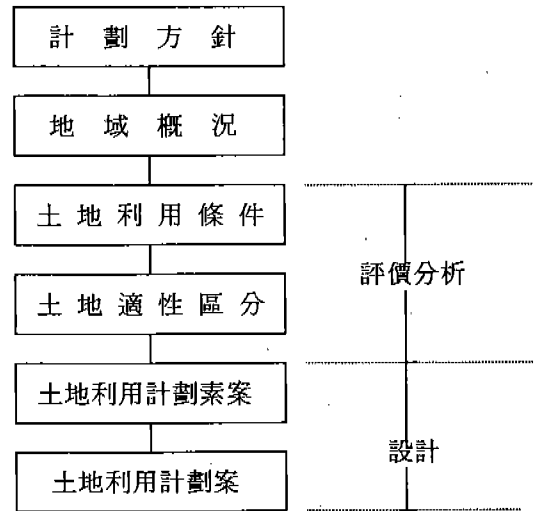 計劃方針
地域概況
土地利用條件
評價分析
土地適性區分
土地利用計劃素案
設計
土地利用計劃案